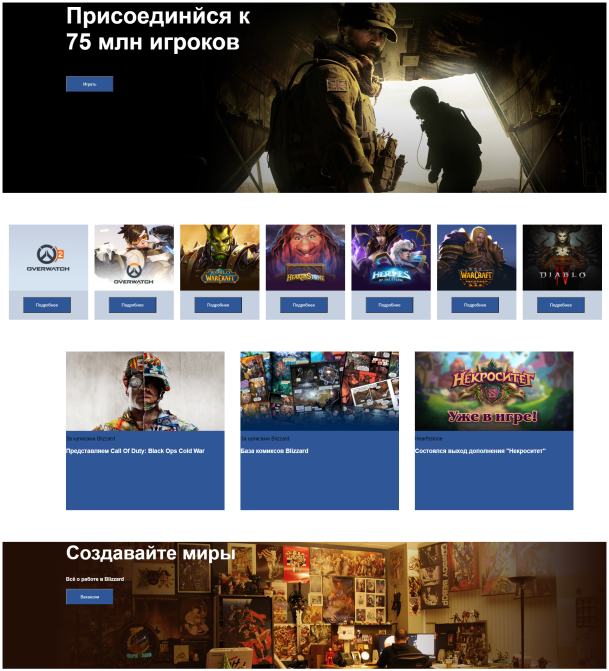 Присоединйся к
75 млн игроков
Играть
OVERWATCH 2
OVERWATCH
WORLD WARCRAFT
HEARTHSTONE
HEROES
OF THE STORM
WARCRAFT
DIABLO
Подробнее
Подробнее
Подробнее
Подробнее
Подробнее
Подробнее
Подробнее
НЕКРОСИТЕТ
Уже в игре!
За кулисами Blizzard
Представляем Call Of Duty: Black Ops Cold War
За кулисами Blizzard
База комиксов Blizzard
Hearthstone
Состоялся выход дополнения "Некроситет"
Создавайте миры
Всё о работе в Blizzard
Вакансии